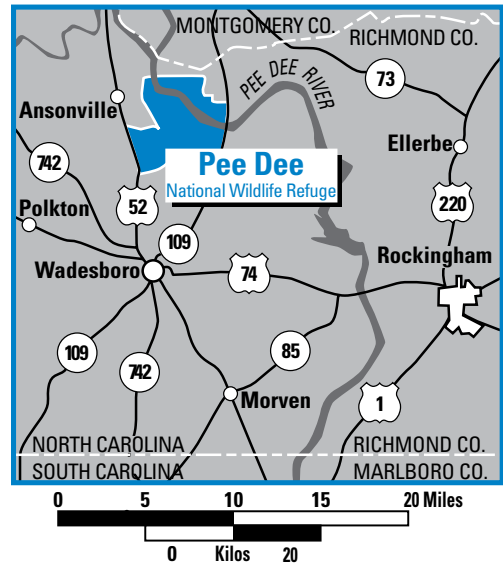 MONTGOMERY CO.
RICHMOND CO.
73
PEE DEE RIVER
Ansonville
Ellerbe
742
Pee Dee
National Wildlife Refuge
52
220
Polkton
109
Rockingham
Wadesboro
74
109
742
85
Morven
1
NORTH CAROLINA
RICHMOND CO.
SOUTH CAROLINA
MARLBORO CO.
0 5 10 15 20 Miles
0 Kilos 20